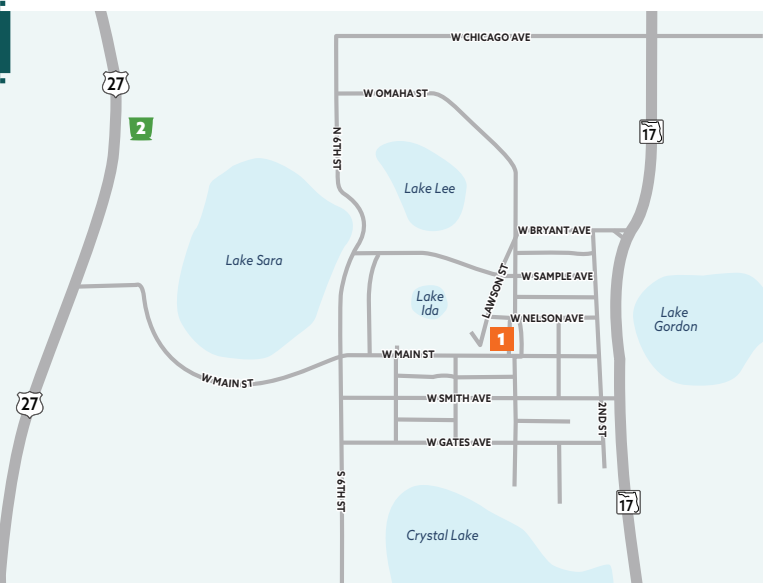 W CHICAGO AVE
27
W OMAHA ST
2
17
N 6TH ST
Lake Lee
W BRYANT AVE
Lake Sara
W SAMPLE AVE
LAWSON ST
Lake
Ida
W NELSON AVE
Lake
Gordon
1
W MAIN ST
W MAIN ST
W SMITH AVE
27
2ND ST
W GATES AVE
S 6TH ST
17
Crystal Lake